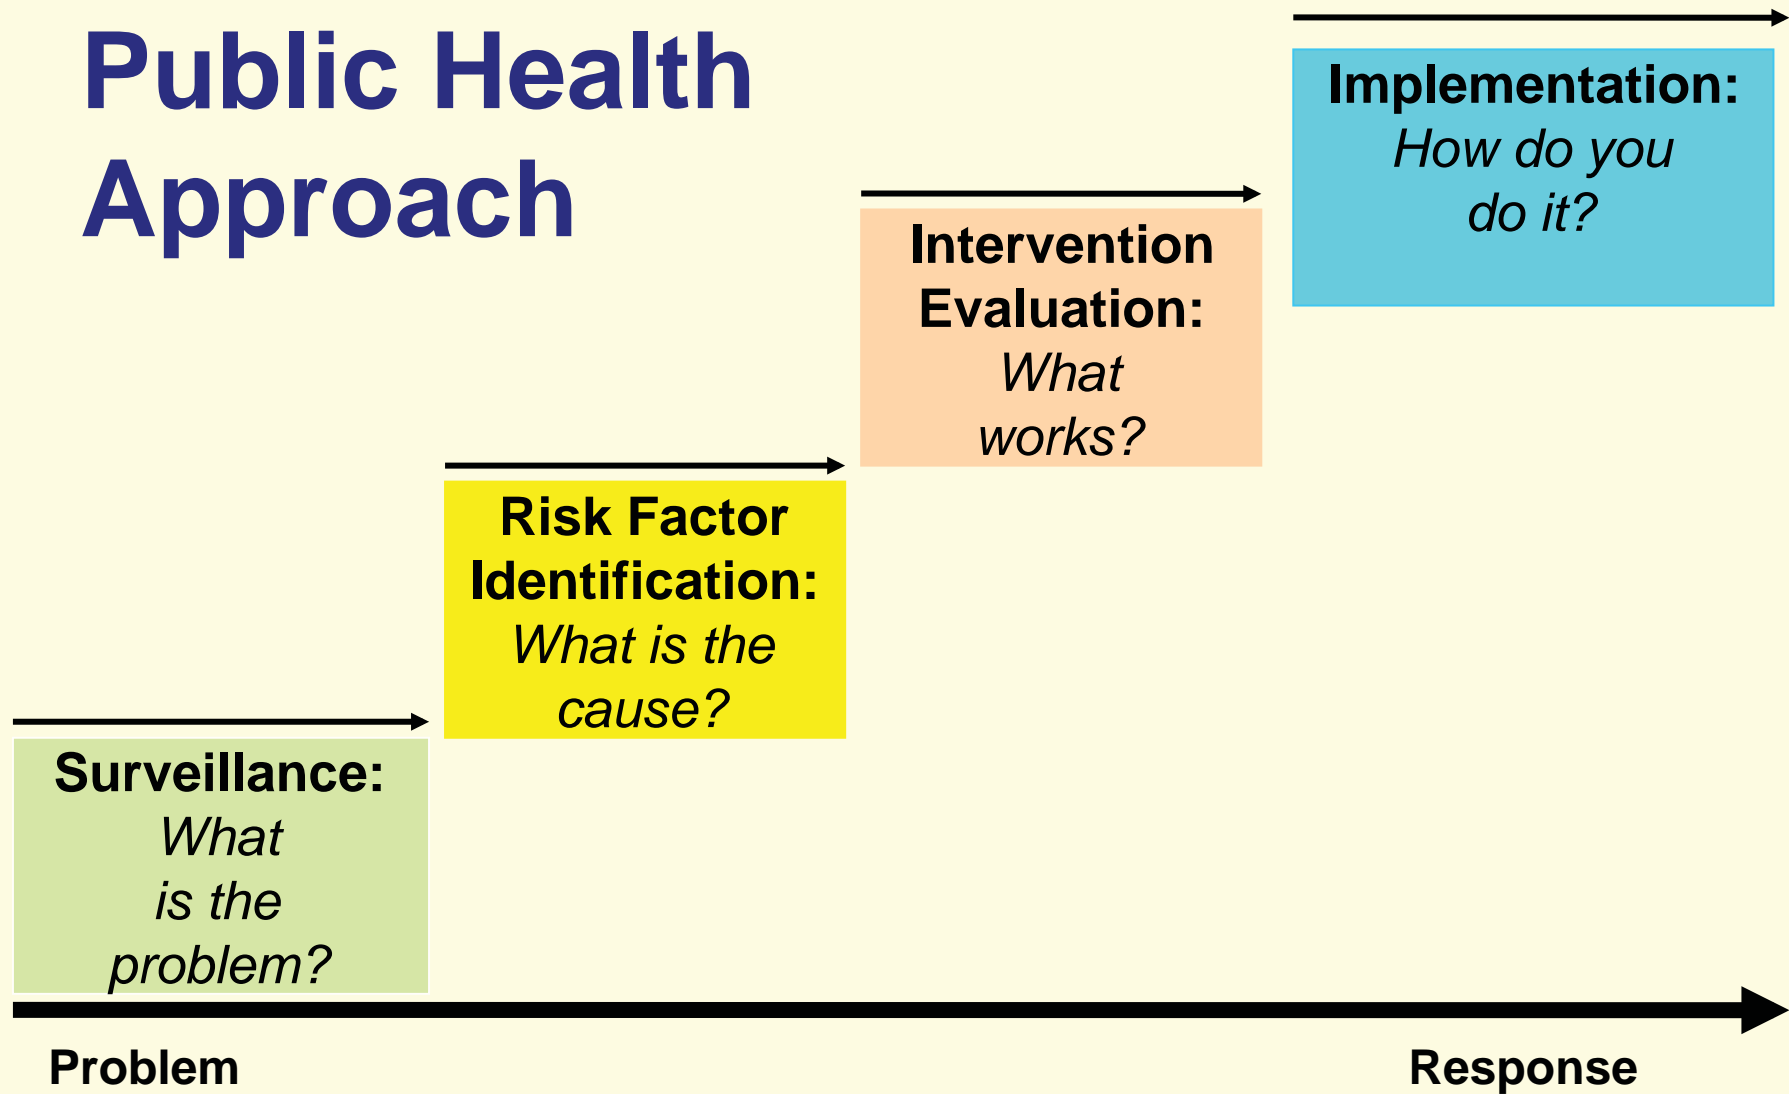 Public Health
Approach
Surveillance:
What
is the
problem?
Risk Factor
Identification:
What is the
cause?
Intervention
Evaluation:
What
works?
Implementation:
How do you
do it?
Problem
Response